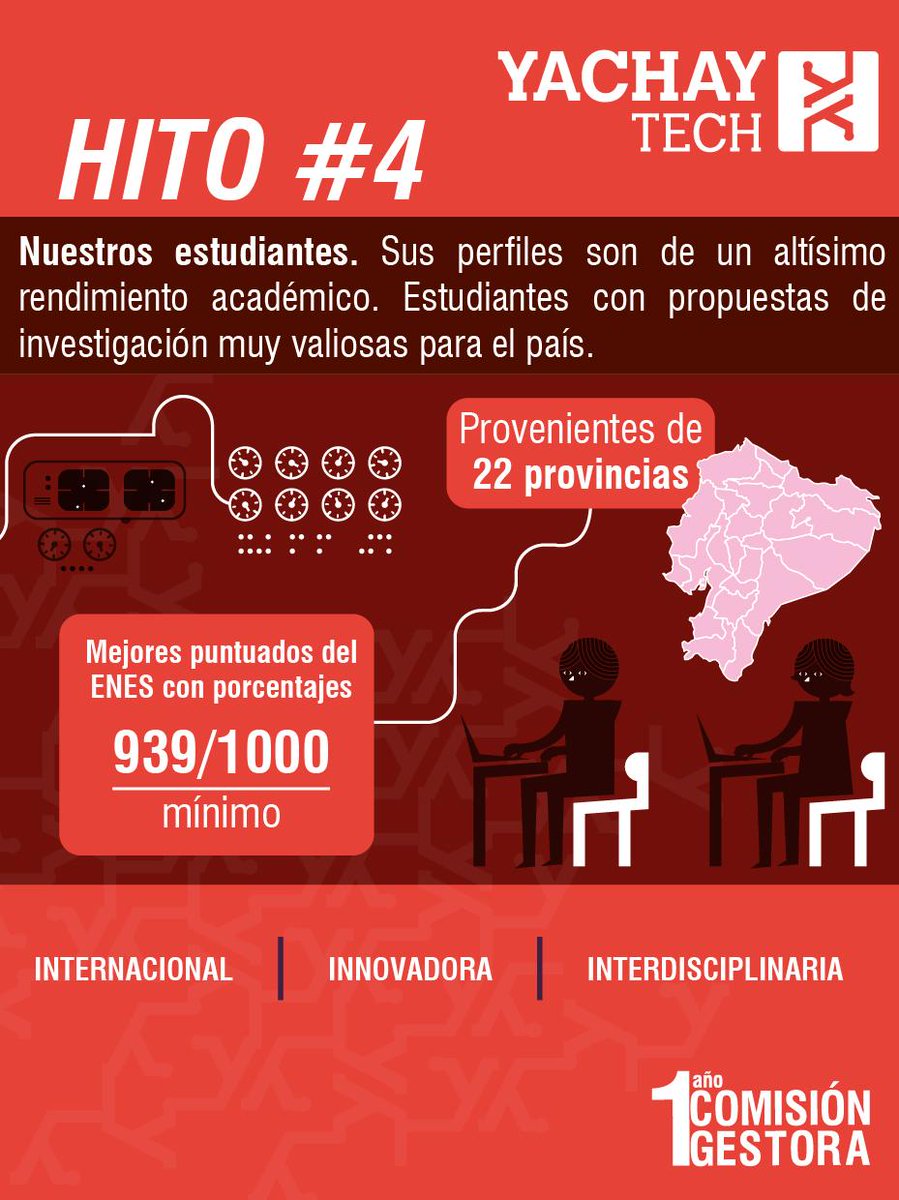 YACHAY
TECH
HITO #4
Nuestros estudiantes. Sus perfiles son de un altísimo
rendimiento académico. Estudiantes con propuestas de
investigación muy valiosas para el país.
Provenientes de
22 provincias
Mejores puntuados del
ENES con porcentajes
939/1000
mínimo
INTERNACIONAL
INNOVADORA
INTERDISCIPLINARIA
1 año
COMISIÓN
GESTORA